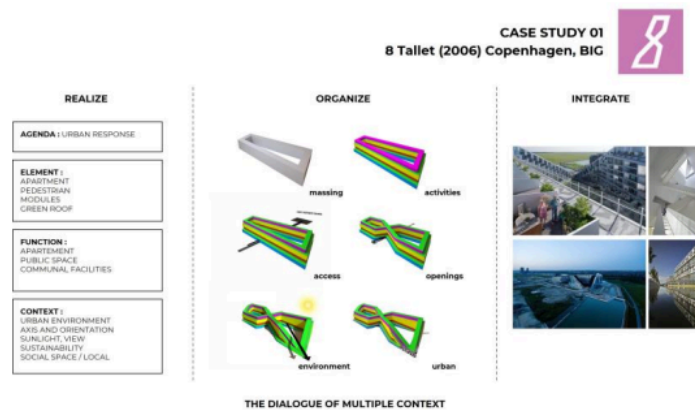 CASE STUDY 01
8 Tallet (2006) Copenhagen, BIG
8
REALIZE
AGENDA : URBAN RESPONSE
ELEMENT :
APARTMENT
PEDESTRIAN
MODULES
GREEN ROOF
FUNCTION :
APARTEMENT
PUBLIC SPACE
COMMUNAL FACILITIES
CONTEXT :
URBAN ENVIRONMENT
AXIS AND ORIENTATION
SUNLIGHT, VIEW
SUSTAINABILITY
SOCIAL SPACE / LOCAL
ORGANIZE
massing
activities
access
openings
environment
urban
INTEGRATE
THE DIALOGUE OF MULTIPLE CONTEXT